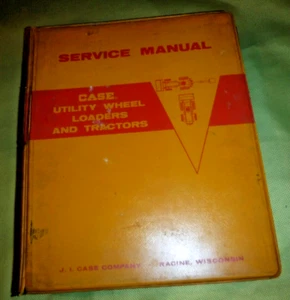 SERVICE MANUAL
CASE
UTILITY WHEEL
LOADERS
AND TRACTORS
J. I. CASE COMPANY RACINE, WISCONSIN